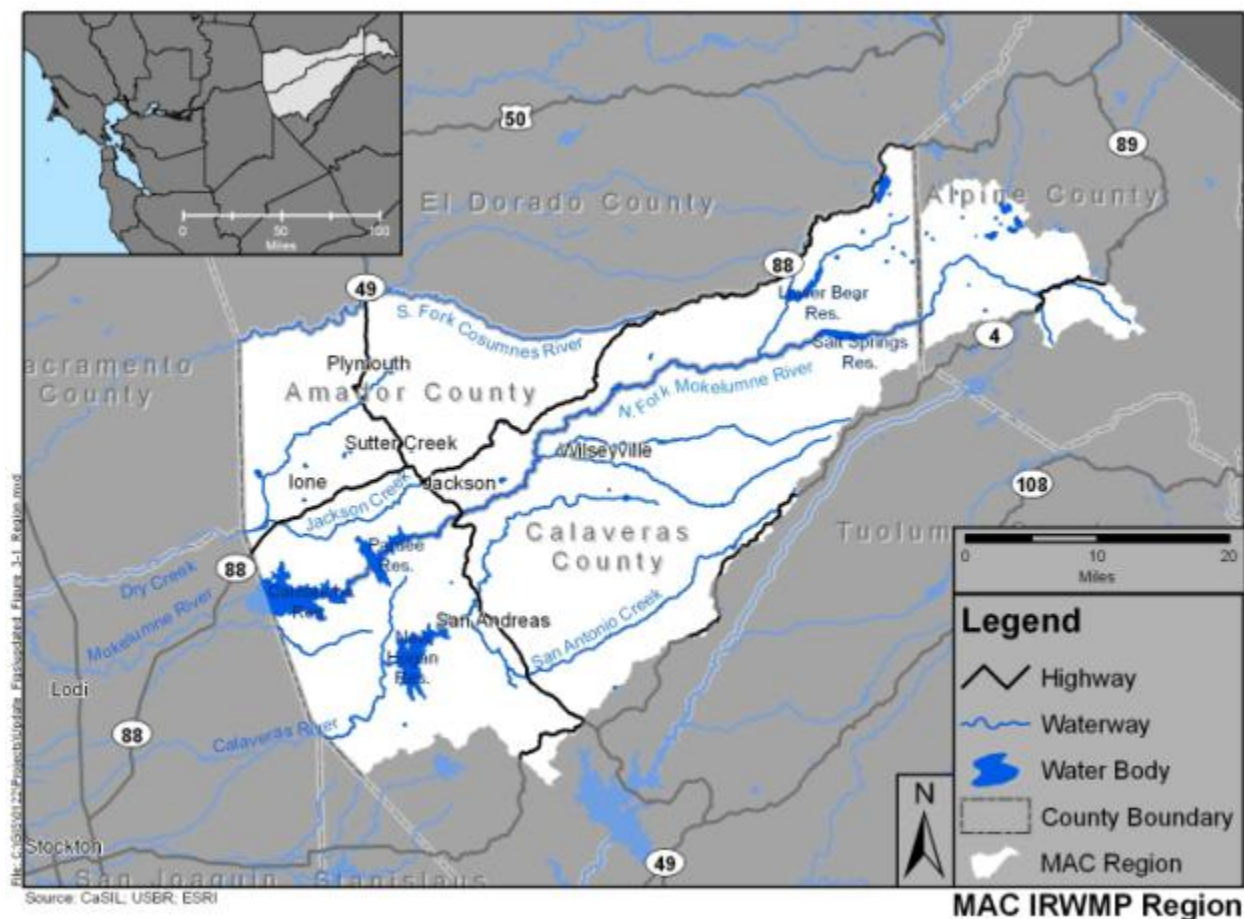 50
89
El Dorado County
Alpine County
0 50 100
Miles
49
88
S. Fork Cosumnes River
Lower Bear
Res.
Salt Springs
Res.
4
Sacramento
County
Plymouth
Amador County
N. Fork Mokelumne River
Sutter Creek
Wilseyville
Ione
Jackson
Jackson Creek
108
Calaveras
County
Pardee
Res.
88
Dry Creek
Mokelumne River
Res.
San Andreas
San Antonio Creek
New
Hogan
Res.
Lodi
88
Calaveras River
Stockton
San Joaquin
Stanislaus
49
0 10 20
Miles
Legend
Highway
Waterway
Water Body
County Boundary
MAC Region
N
Source: CaSIL; USBR; ESRI
MAC IRWMP Region